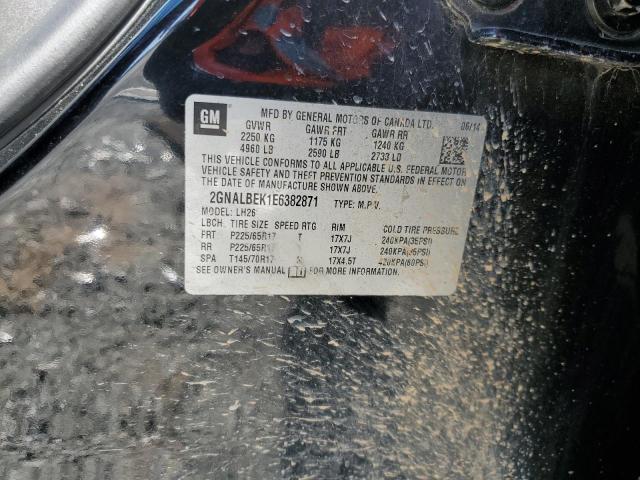 GM
MFD BY GENERAL MOTORS OF CANADA LTD. 06/14
GVWR GAWR FRT GAWR RR
2250 KG 1175 KG 1240 KG
4960 LB 2590 LB 2733 LB
THIS VEHICLE CONFORMS TO ALL APPLICABLE U.S. FEDERAL MOTOR
VEHICLE SAFETY AND THEFT PREVENTION STANDARDS IN EFFECT ON
THE DATE OF MANUFACTURE SHOWN ABOVE.
2GNALBEK1E6382871 TYPE: M.P.V.
MODEL: LH26
LBCH. TIRE SIZE SPEED RTG RIM COLD TIRE PRESSURE
FRT P225/65R17 T 17X7J 240KPA(35PSI)
RR P225/65R17 17X7J 240KPA(35PSI)
SPA T145/70R17 17X4.5T 420KPA(60PSI)
SEE OWNER'S MANUAL FOR MORE INFORMATION.